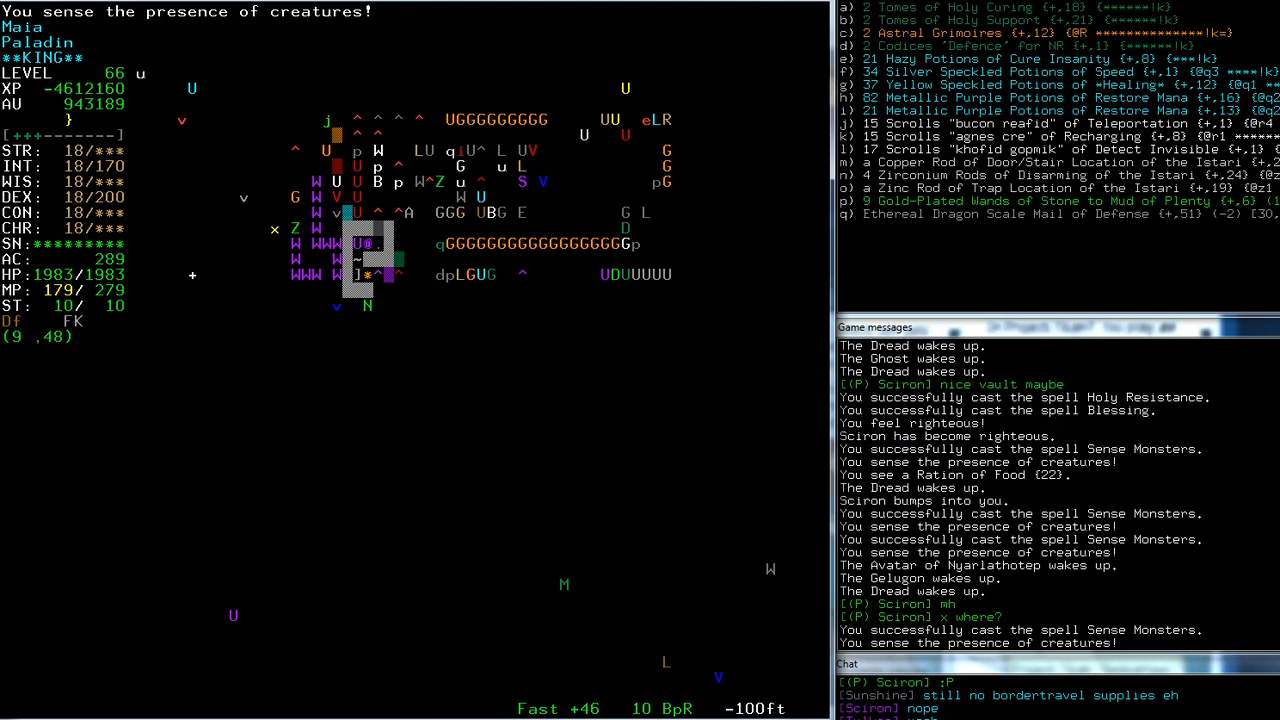 You sense the presence of creatures!
Maia
Paladin
**KING**
LEVEL 66 u
XP -4612160
AU 943189
}
[+++-------]
STR: 18/***
INT: 18/170
WIS: 18/***
DEX: 18/200
CON: 18/***
CHR: 18/***
SN:*********
AC: 289
HP:1983/1983
MP: 179/ 279
ST: 10/ 10
Df FK
(9 ,48)
Fast +46 10 BpR -100ft
a) 2 Tomes of Holy Curing {+,18} {******!k}
b) 2 Tomes of Holy Support {+,21} {******!k}
c) 2 Astral Grimoires {+,12} {@R **************!k=}
d) 2 Codices 'Defence' for NR {+,1} {******!k}
e) 21 Hazy Potions of Cure Insanity {+,8} {***!k}
f) 34 Silver Speckled Potions of Speed {+,1} {@q3 ****!k}
g) 37 Yellow Speckled Potions of *Healing* {+,12} {@q1
h) 82 Metallic Purple Potions of Restore Mana {+,16} {@q2
i) 21 Metallic Purple Potions of Restore Mana {+,13} {@q2
j) 15 Scrolls "bucon reafid" of Teleportation {+,1} {@r4
k) 15 Scrolls "agnes cre" of Recharging {+,8} {@r1
l) 17 Scrolls "khofid gopmik" of Detect Invisible {+,1}
m) a Copper Rod of Door/Stair Location of the Istari {+,24}
n) 4 Zirconium Rods of Disarming of the Istari {+,24} {@z
o) a Zinc Rod of Trap Location of the Istari {+,19} {@z1
p) 9 Gold-Plated Wands of Stone to Mud of Plenty {+,6} (1
q) Ethereal Dragon Scale Mail of Defense {+,51} (-2) [30,
Game messages
The Dread wakes up.
The Ghost wakes up.
The Dread wakes up.
[(P) Sciron] nice vault maybe
You successfully cast the spell Holy Resistance.
You successfully cast the spell Blessing.
You feel righteous!
Sciron has become righteous.
You successfully cast the spell Sense Monsters.
You sense the presence of creatures!
You see a Ration of Food {22}.
The Dread wakes up.
Sciron bumps into you.
You successfully cast the spell Sense Monsters.
You sense the presence of creatures!
You successfully cast the spell Sense Monsters.
You sense the presence of creatures!
The Avatar of Nyarlathotep wakes up.
The Gelugon wakes up.
The Dread wakes up.
[(P) Sciron] mh
[(P) Sciron] x where?
You successfully cast the spell Sense Monsters.
You sense the presence of creatures!
Chat
[(P) Sciron] :P
[Sunshine] still no bordertravel supplies eh
[Sciron] nope